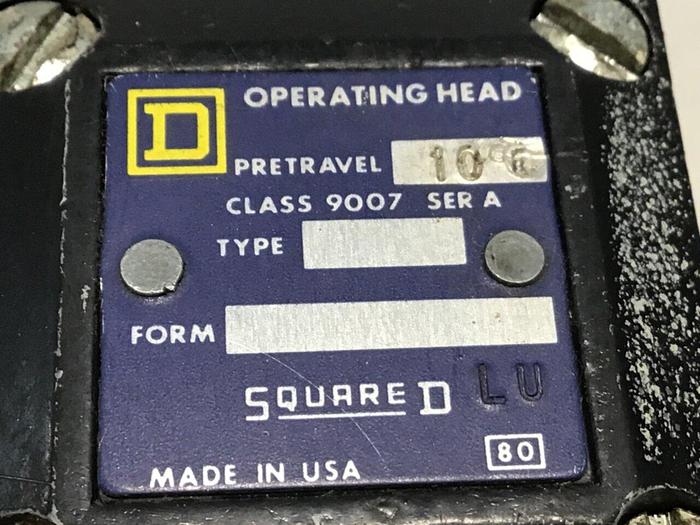 D OPERATING HEAD
PRETRAVEL 10°
CLASS 9007 SER A
TYPE
FORM
SQUARE D LU
80
MADE IN USA